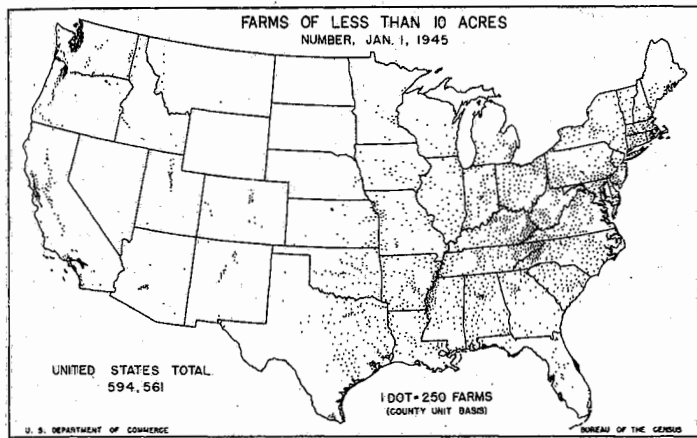 FARMS OF LESS THAN 10 ACRES
NUMBER, JAN. 1, 1945
UNITED STATES TOTAL
594,561
1 DOT=250 FARMS
(COUNTY UNIT BASIS)
U. S. DEPARTMENT OF COMMERCE
BUREAU OF THE CENSUS